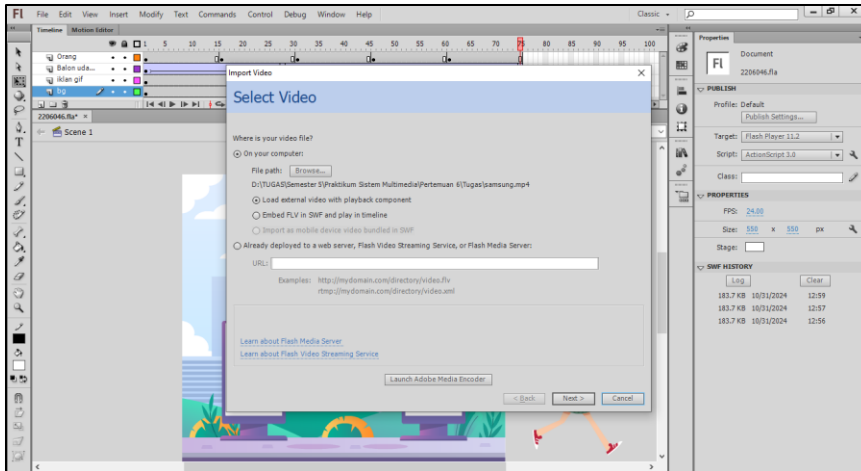 Fl File Edit View Insert Modify Text Commands Control Debug Window Help Classic
Timeline Motion Editor
1 5 10 15 20 25 30 35 40 45 50 55 60 65 70 75 80 85 90 95 100
Orang
Balon uda...
iklan gif
bg
2206046.fla*
Scene 1
Import Video
Select Video
Where is your video file?
On your computer:
File path: Browse...
D:\TUGAS\Semester 5\Praktikum Sistem Multimedia\Pertemuan 6\Tugas\samsung.mp4
Load external video with playback component
Embed FLV in SWF and play in timeline
Import as mobile device video bundled in SWF
Already deployed to a web server, Flash Video Streaming Service, or Flash Media Server:
URL:
Examples: http://mydomain.com/directory/video.flv
rtmp://mydomain.com/directory/video.xml
Learn about Flash Media Server
Learn about Flash Video Streaming Service
Launch Adobe Media Encoder
< Back Next > Cancel
Properties
Fl Document
2206046.fla
PUBLISH
Profile: Default
Publish Settings...
Target: Flash Player 11.2
Script: ActionScript 3.0
Class:
PROPERTIES
FPS: 24.00
Size: 550 x 550 px
Stage:
SWF HISTORY
Log Clear
183.7 KB 10/31/2024 12:59
183.7 KB 10/31/2024 12:57
183.7 KB 10/31/2024 12:56